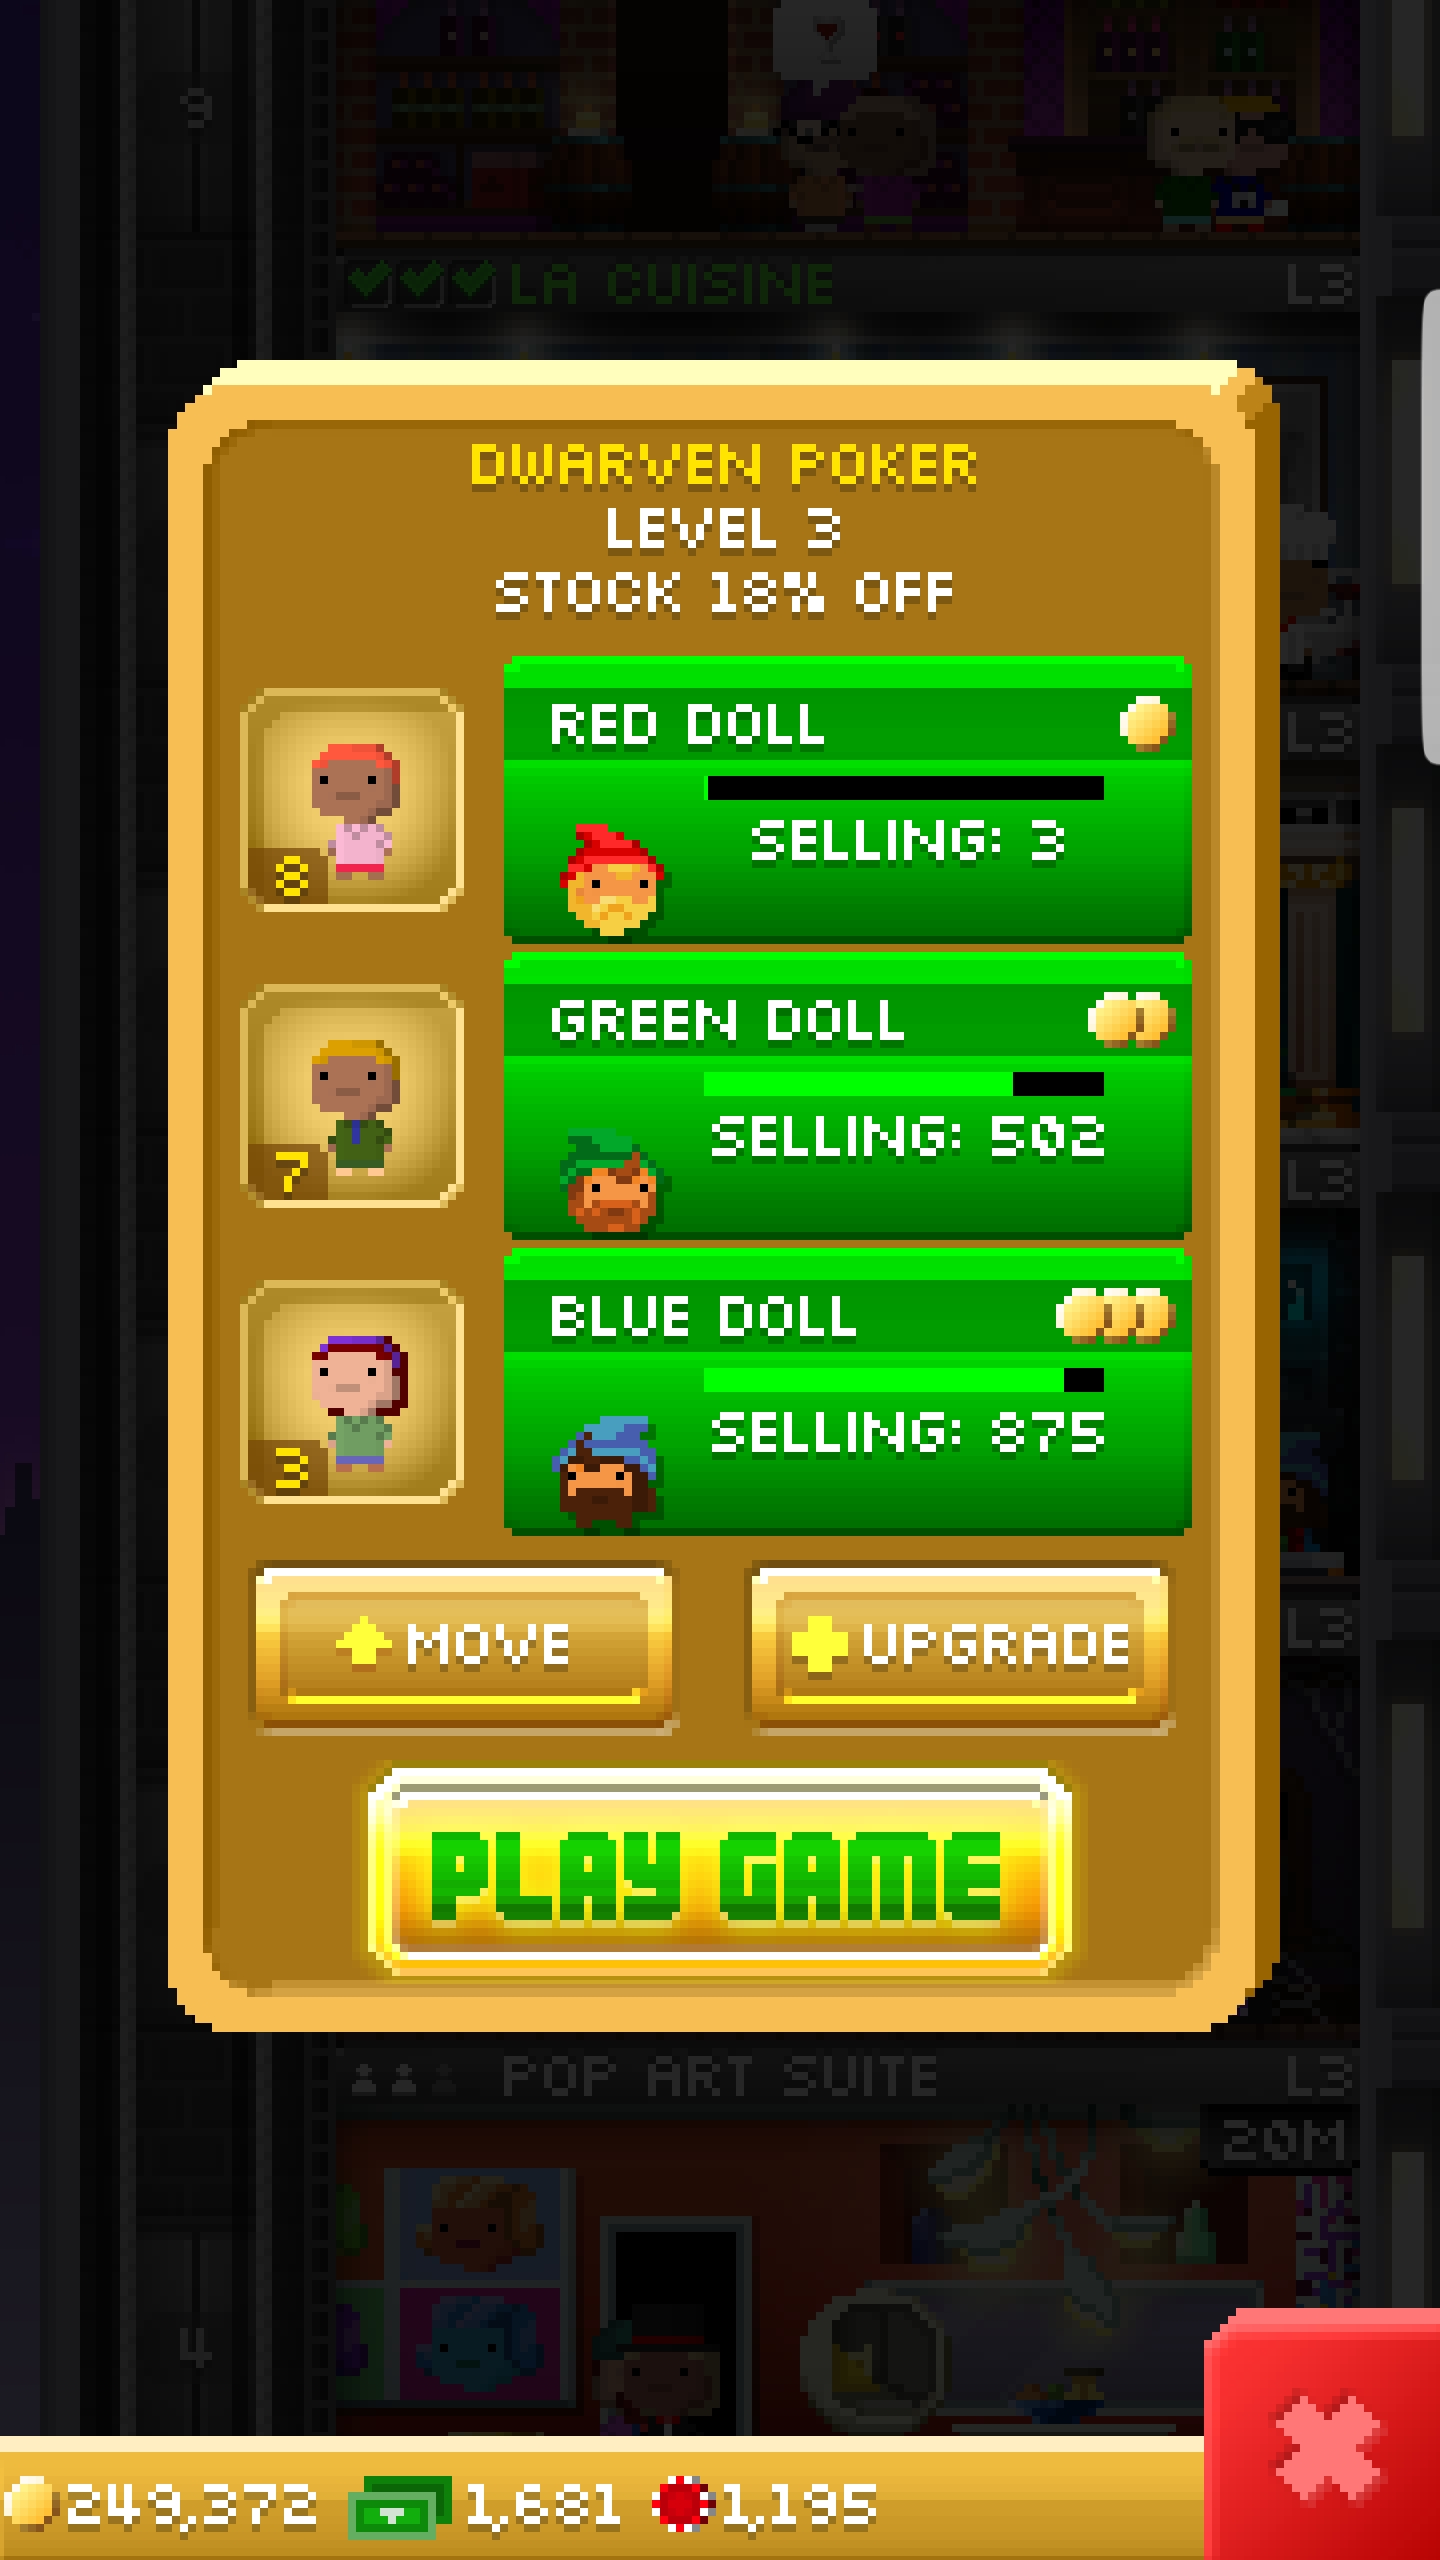 9
LA CUISINE L3
DWARVEN POKER
LEVEL 3
STOCK 18% OFF
RED DOLL
L3
SELLING: 3
8
GREEN DOLL
SELLING: 502
7
L3
BLUE DOLL
SELLING: 875
3
MOVE
UPGRADE
L3
PLAY GAME
POP ART SUITE L3
20M
4
249,372 1,681 1,195